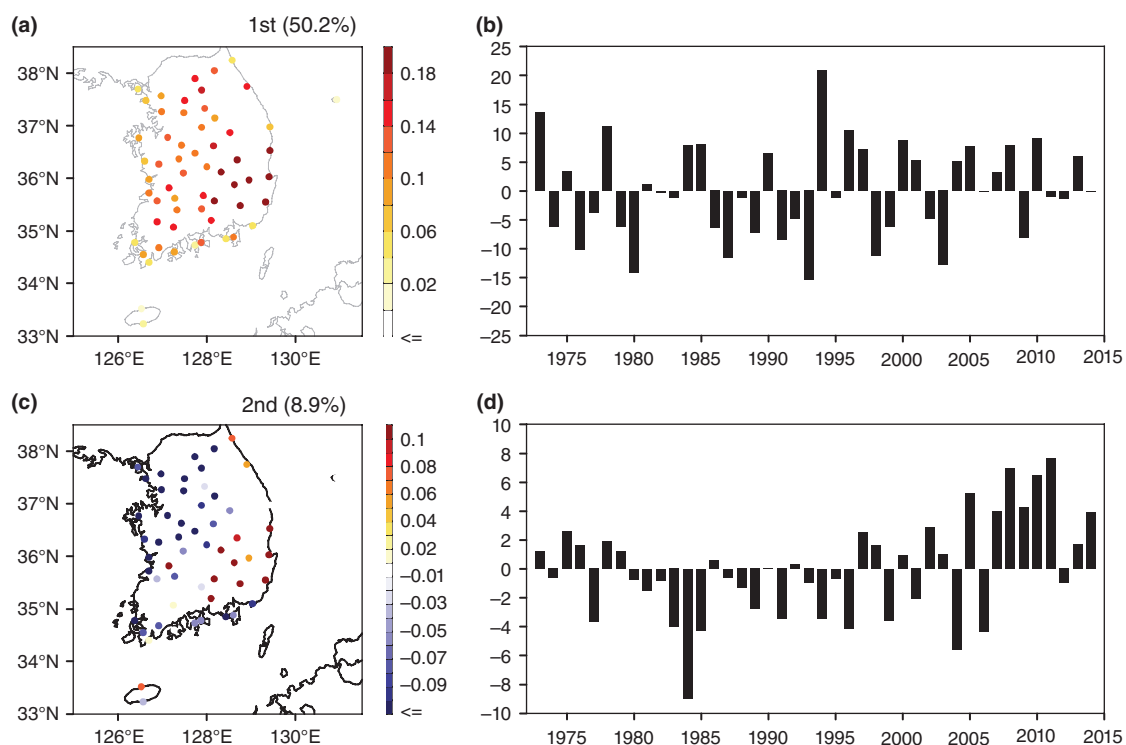 (a)
1st (50.2%)
38°N
37°N
36°N
35°N
34°N
33°N
126°E
128°E
130°E
0.18
0.14
0.1
0.06
0.02
<=
(b)
25
20
15
10
5
0
−5
−10
−15
−20
−25
1975
1980
1985
1990
1995
2000
2005
2010
2015
(c)
2nd (8.9%)
38°N
37°N
36°N
35°N
34°N
33°N
126°E
128°E
130°E
0.1
0.08
0.06
0.04
0.02
0
−0.01
−0.03
−0.05
−0.07
−0.09
<=
(d)
10
8
6
4
2
0
−2
−4
−6
−8
−10
1975
1980
1985
1990
1995
2000
2005
2010
2015